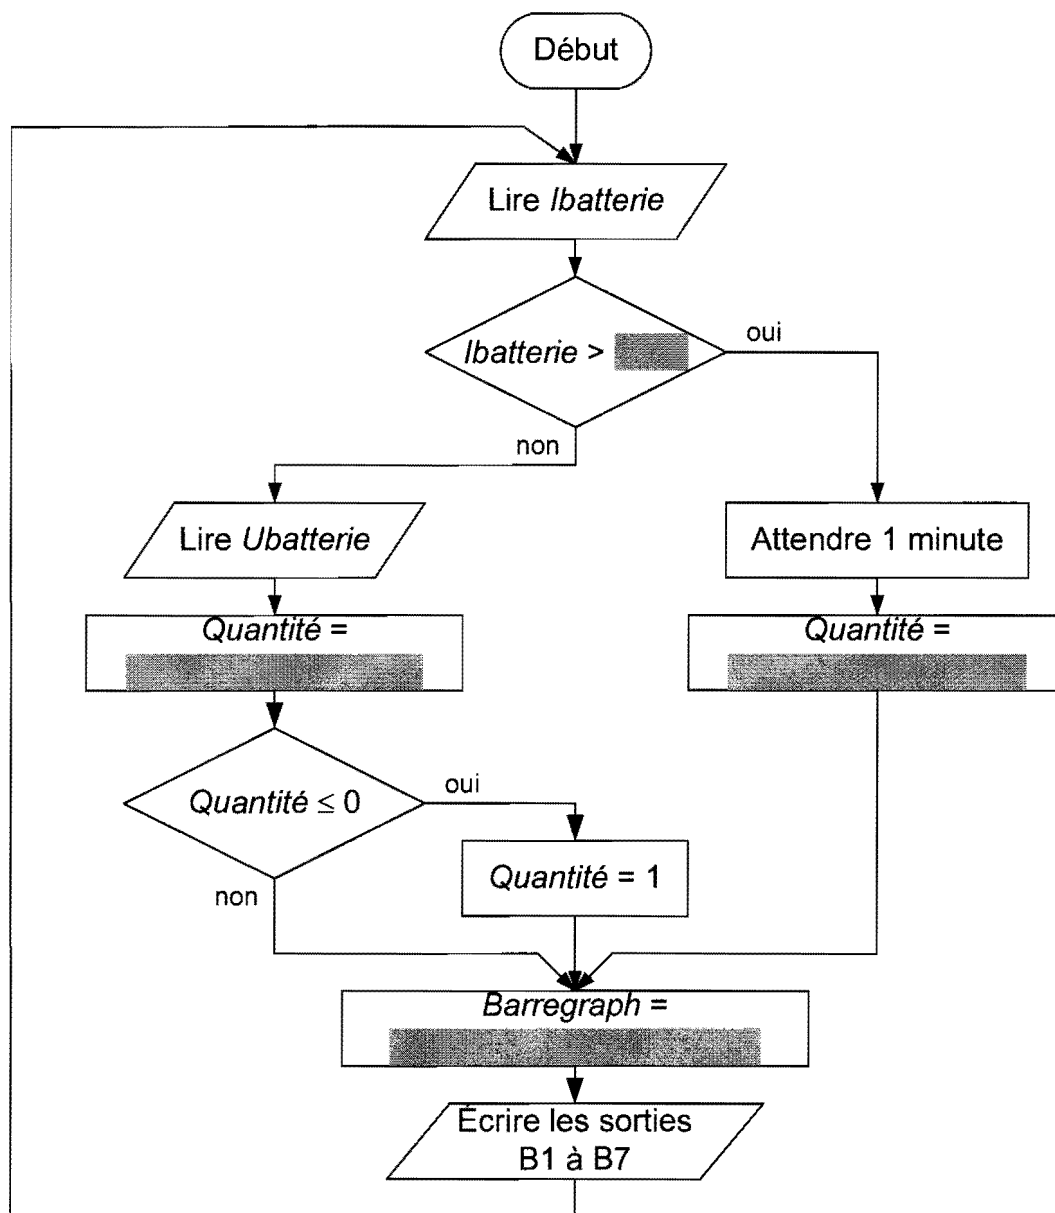 Début
Lire Ibatterie
Ibatterie >
oui
non
Lire Ubatterie
Attendre 1 minute
Quantité =
Quantité =
Quantité ≤ 0
oui
non
Quantité = 1
Barregraph =
Écrire les sorties
B1 à B7